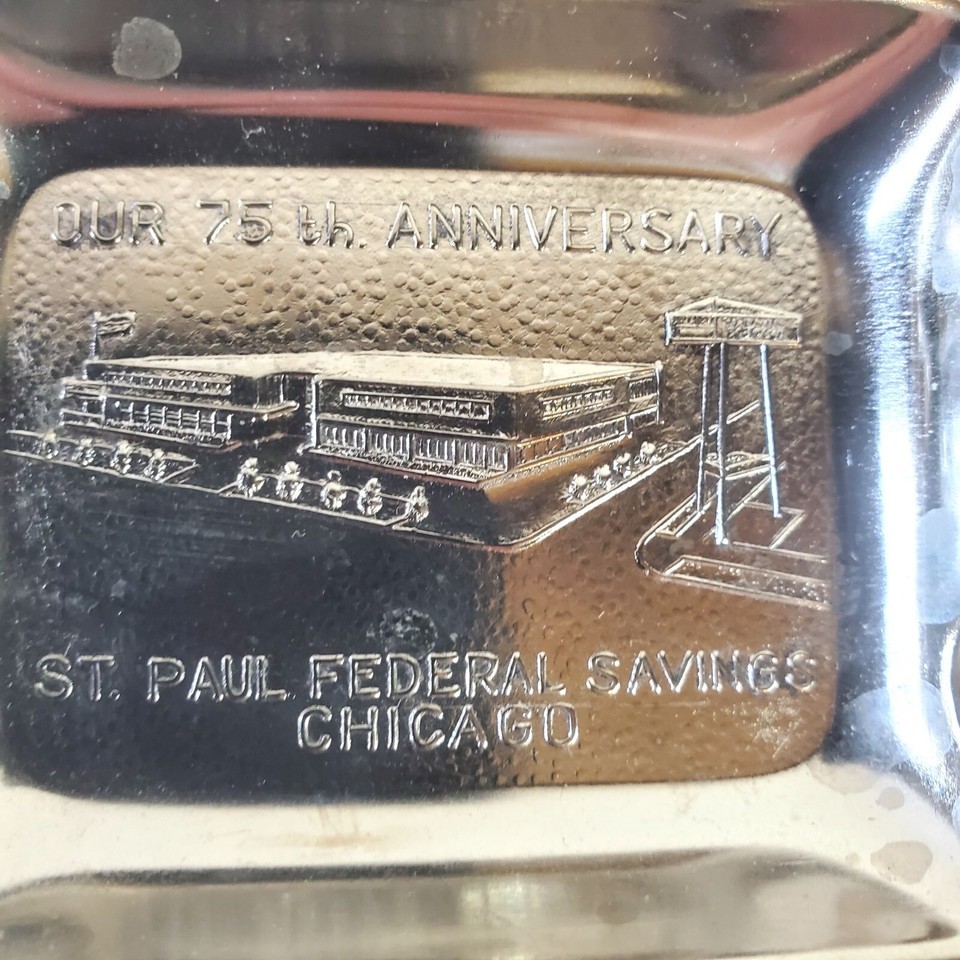 OUR 75 th. ANNIVERSARY
ST. PAUL FEDERAL SAVINGS
CHICAGO